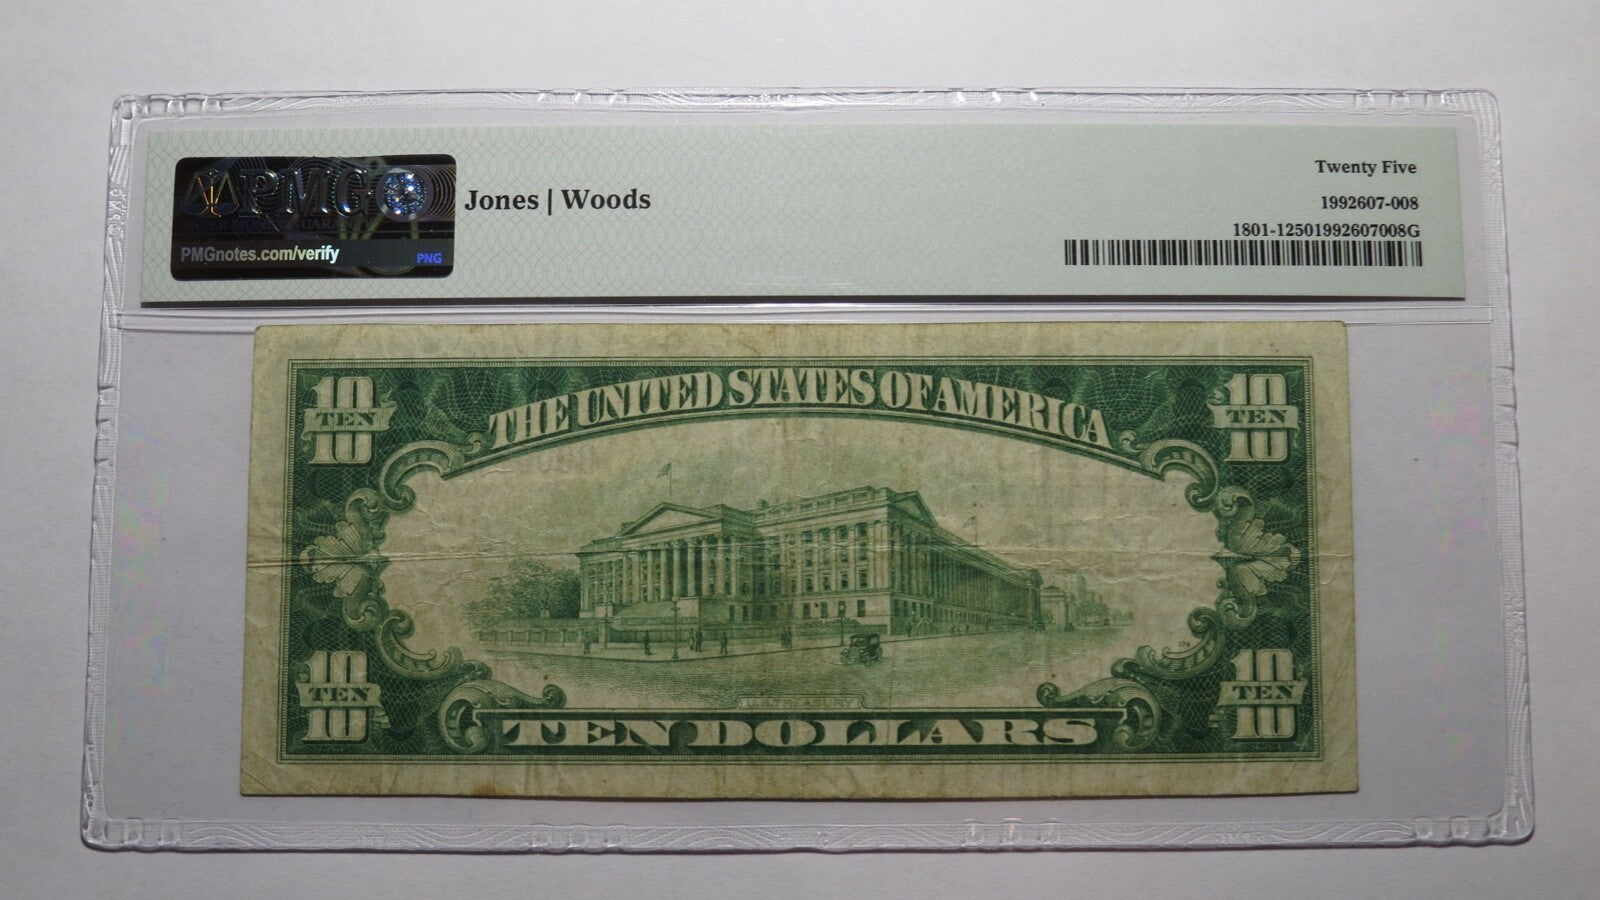 PMG
PMGnotes.com/verify
PNG
Jones | Woods
Twenty Five
1992607-008
1801-12501992607008G
THE UNITED STATES OF AMERICA
10
TEN
10
10
TEN
10
U.S. TREASURY
10
TEN
10
10
TEN
10
TEN DOLLARS